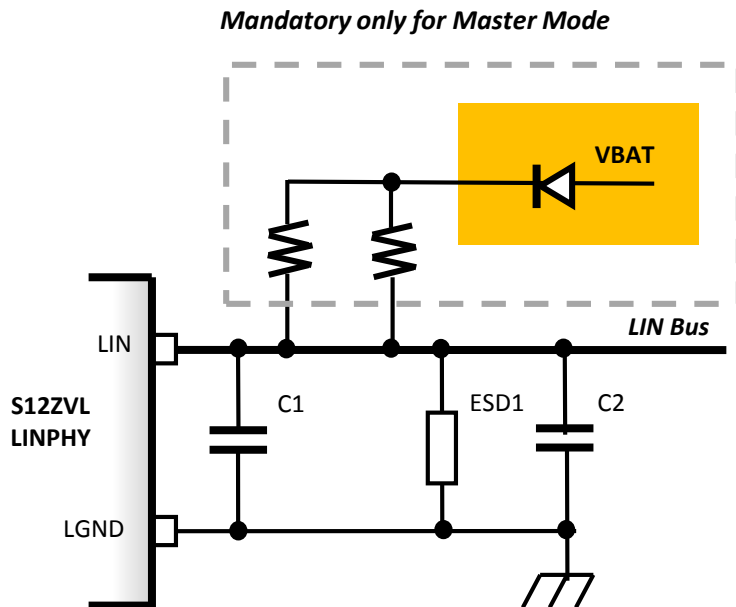 Mandatory only for Master Mode
VBAT
LIN Bus
LIN
C1
ESD1
C2
S12ZVL
LINPHY
LGND